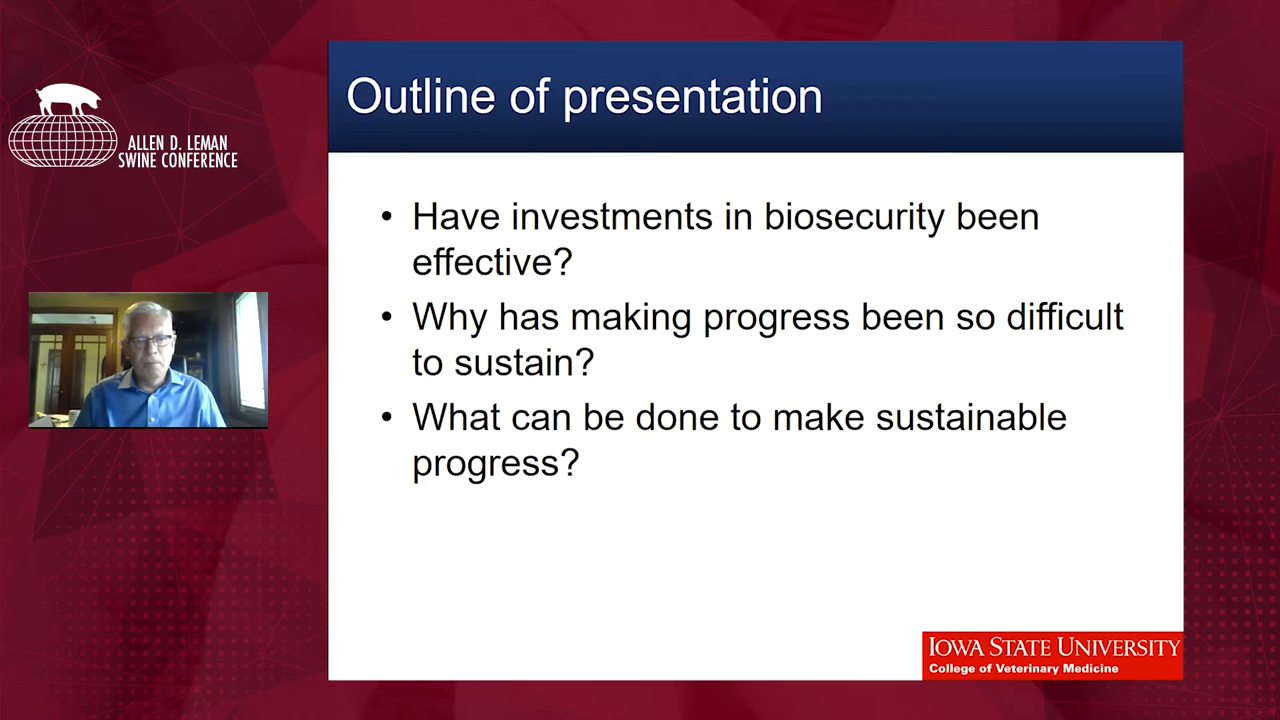 Outline of presentation
ALLEN D. LEMAN
SWINE CONFERENCE
• Have investments in biosecurity been
effective?
• Why has making progress been so difficult
to sustain?
• What can be done to make sustainable
progress?
IOWA STATE UNIVERSITY
College of Veterinary Medicine